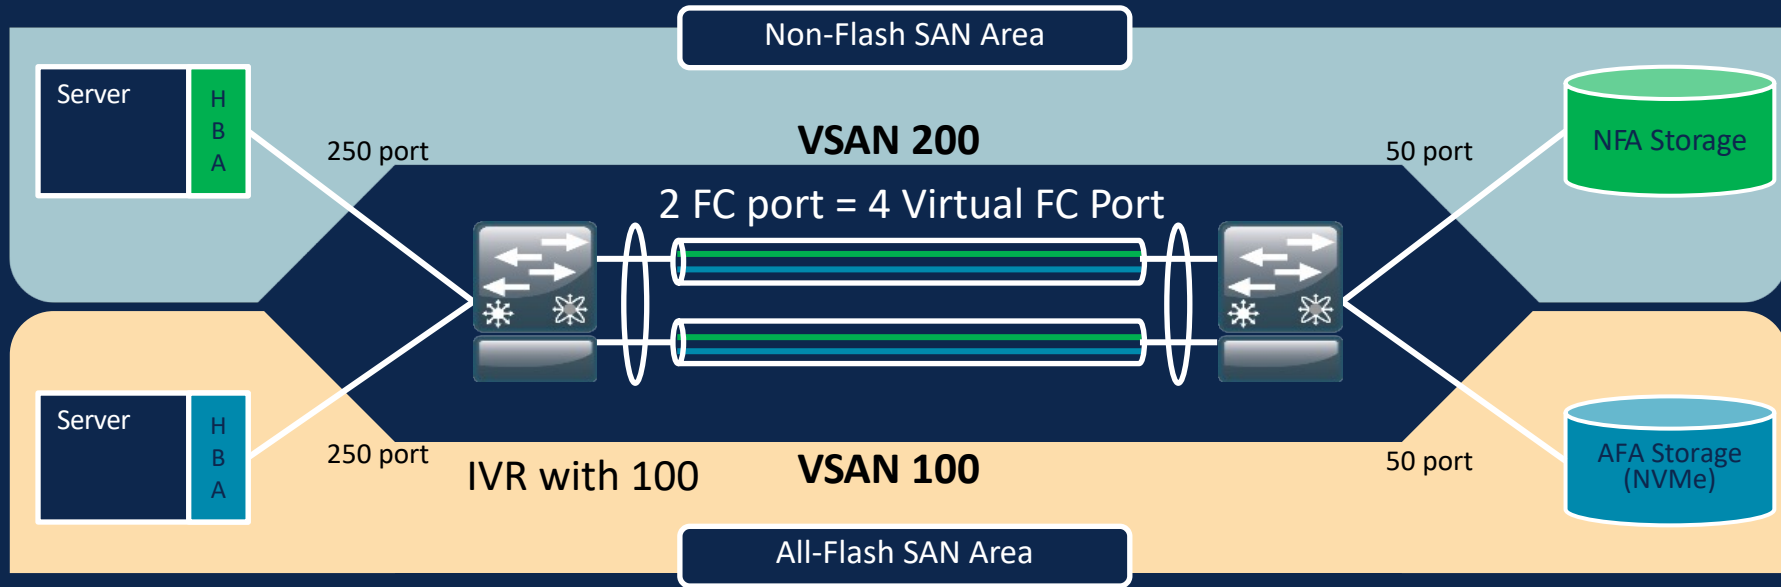 Non-Flash SAN Area
Server
H
B
A
250 port
VSAN 200
50 port
NFA Storage
2 FC port = 4 Virtual FC Port
Server
H
B
A
250 port
IVR with 100
VSAN 100
50 port
AFA Storage
(NVMe)
All-Flash SAN Area